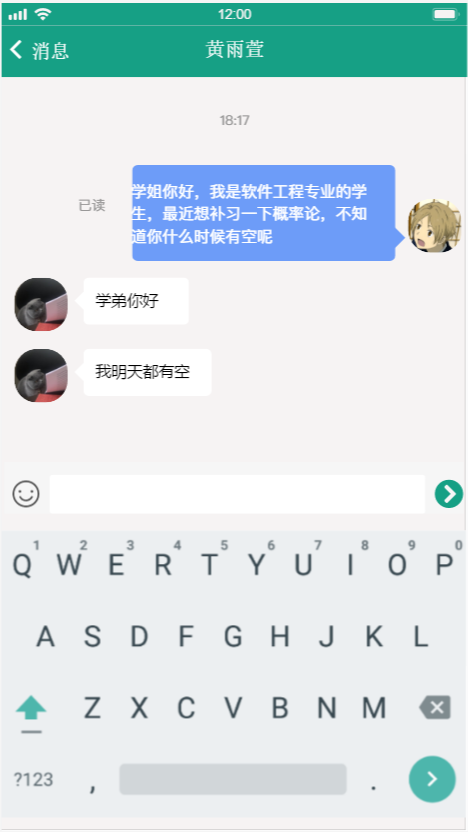 12:00
消息
黄雨萱
18:17
已读
学姐你好，我是软件工程专业的学
生，最近想补习一下概率论，不知
道你什么时候有空呢
学弟你好
我明天都有空
1 2 3 4 5 6 7 8 9 0
Q W E R T Y U I O P
A S D F G H J K L
Z X C V B N M
?123 , .